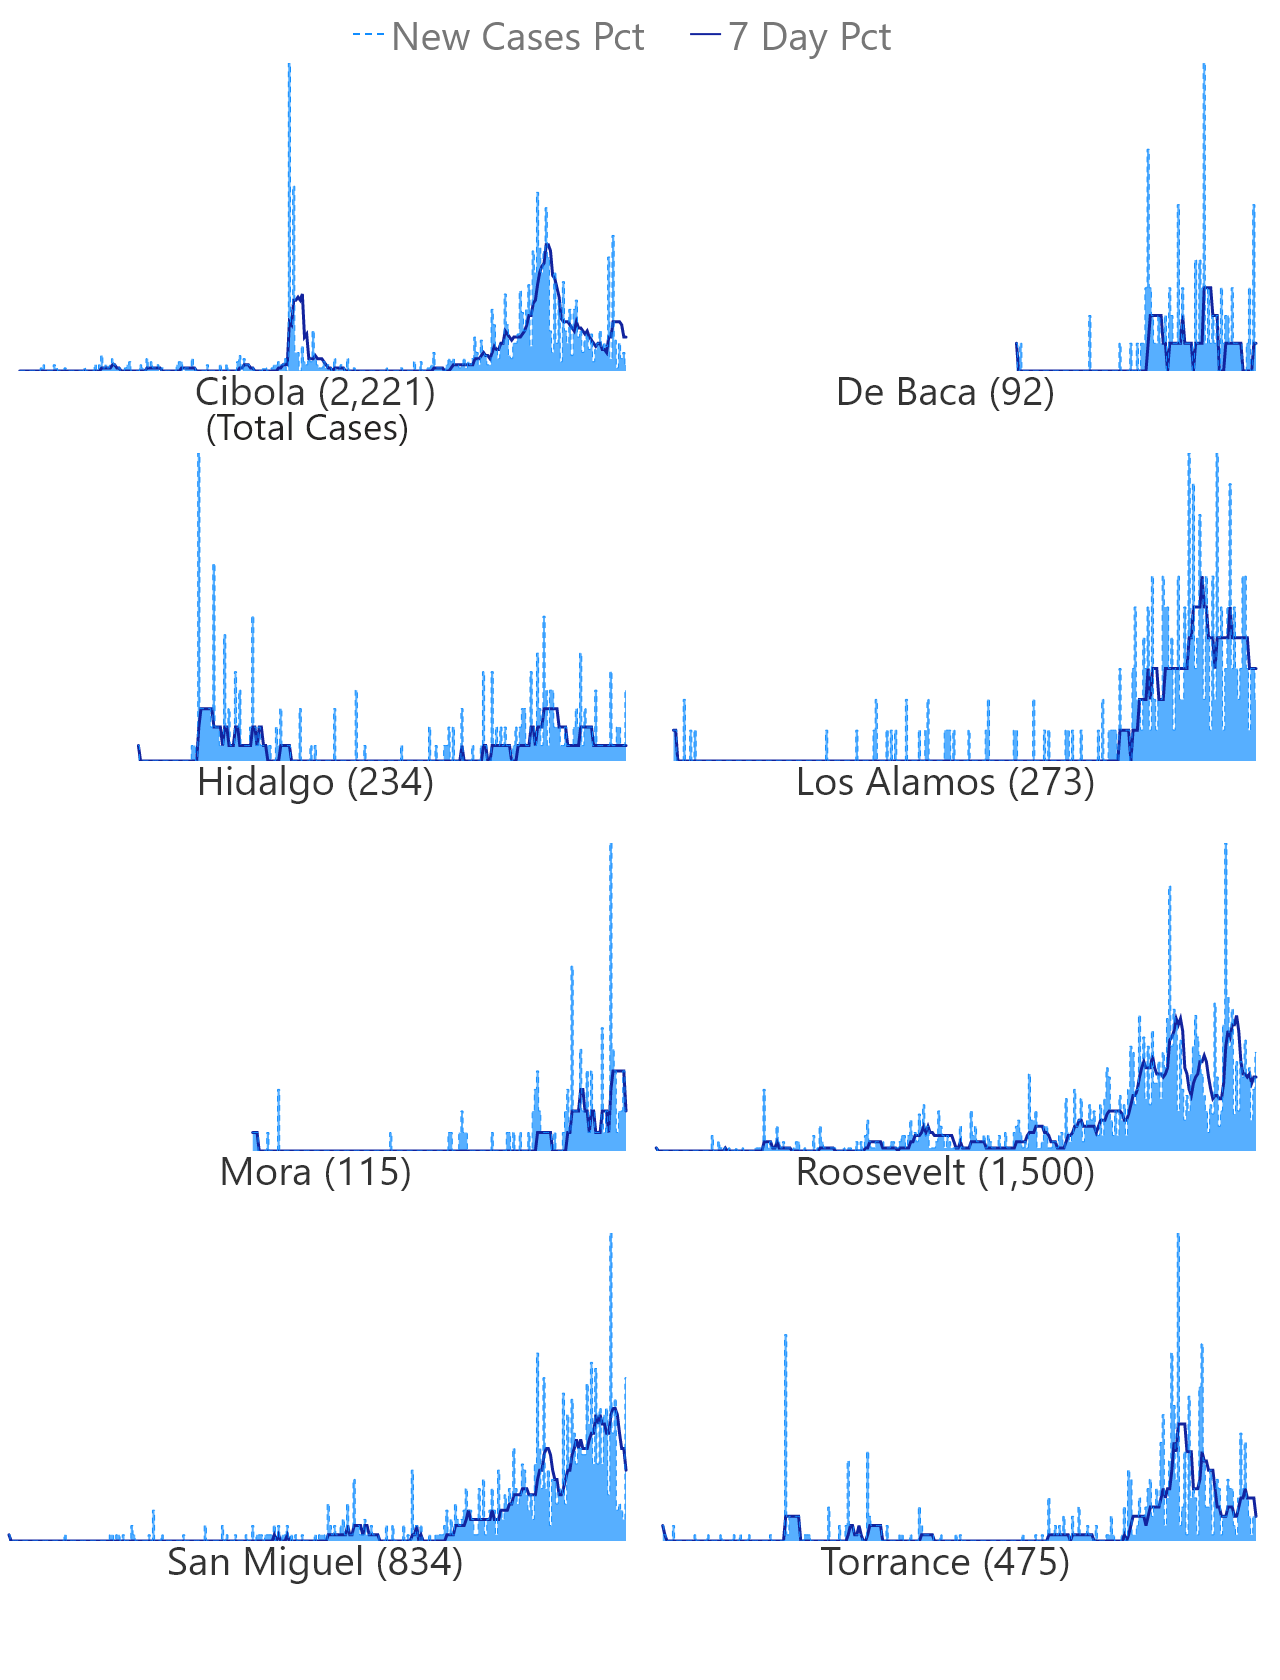 New Cases Pct 7 Day Pct
Cibola (2,221) De Baca (92)
(Total Cases)
Hidalgo (234) Los Alamos (273)
Mora (115) Roosevelt (1,500)
San Miguel (834) Torrance (475)